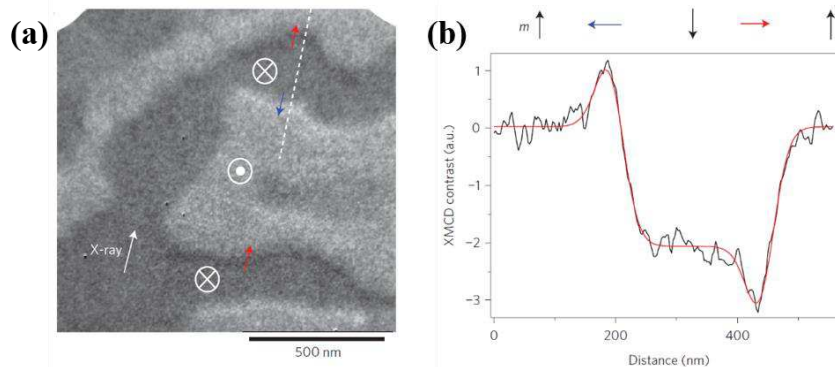 (a)
X-ray
500 nm
(b)
m
XMCD contrast (a.u.)
1
0
−1
−2
−3
0
200
400
Distance (nm)